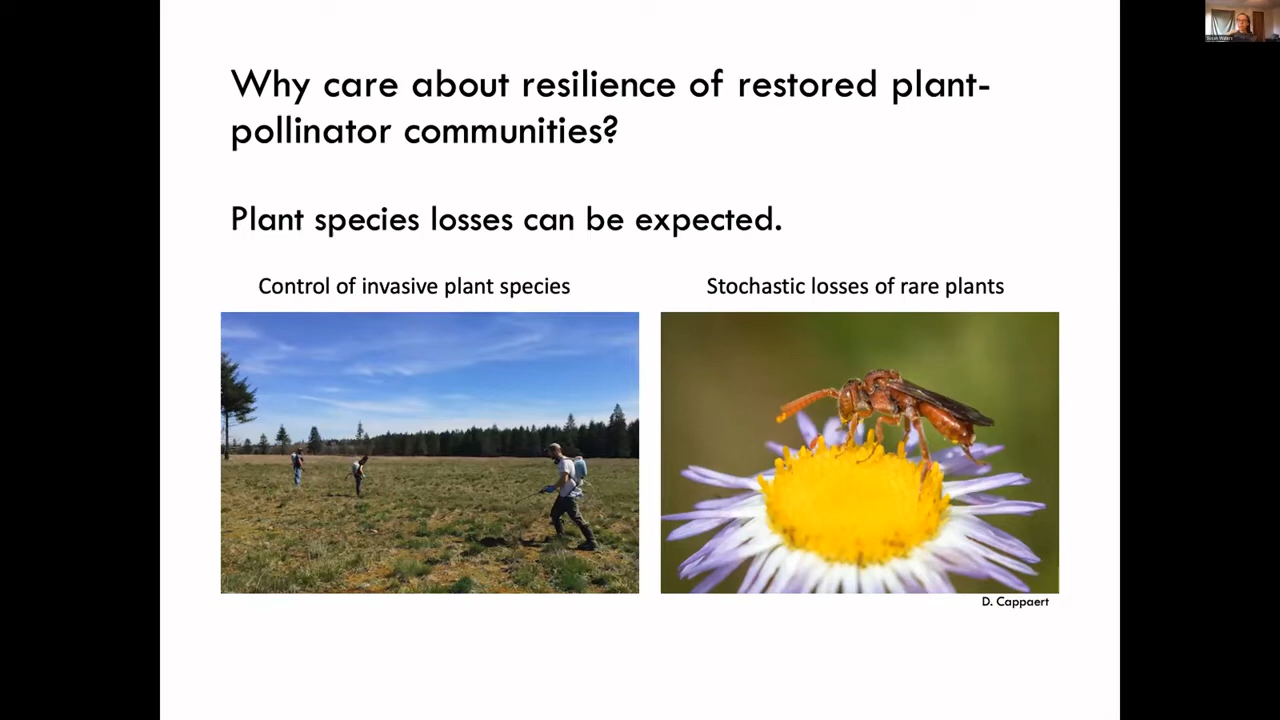 Why care about resilience of restored plant-
pollinator communities?
Plant species losses can be expected.
Control of invasive plant species
Stochastic losses of rare plants
D. Cappaert